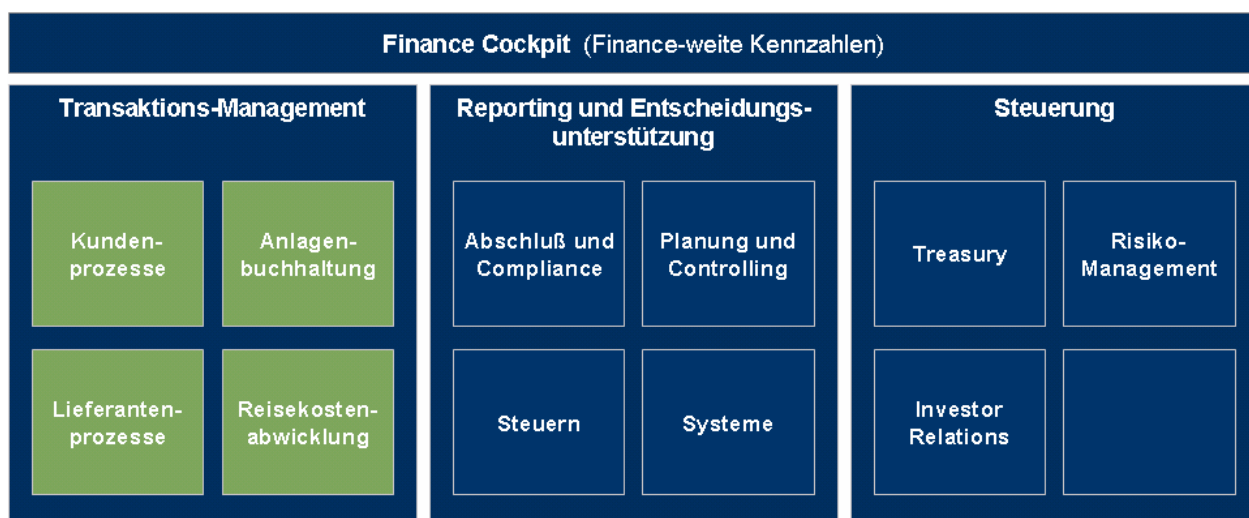 Finance Cockpit (Finance-weite Kennzahlen)
Transaktions-Management
Kunden-
prozesse
Anlagen-
buchhaltung
Lieferanten-
prozesse
Reisekosten-
abwicklung
Reporting und Entscheidungs-
unterstützung
Abschluß und
Compliance
Planung und
Controlling
Steuern
Systeme
Steuerung
Treasury
Risiko-
Management
Investor
Relations